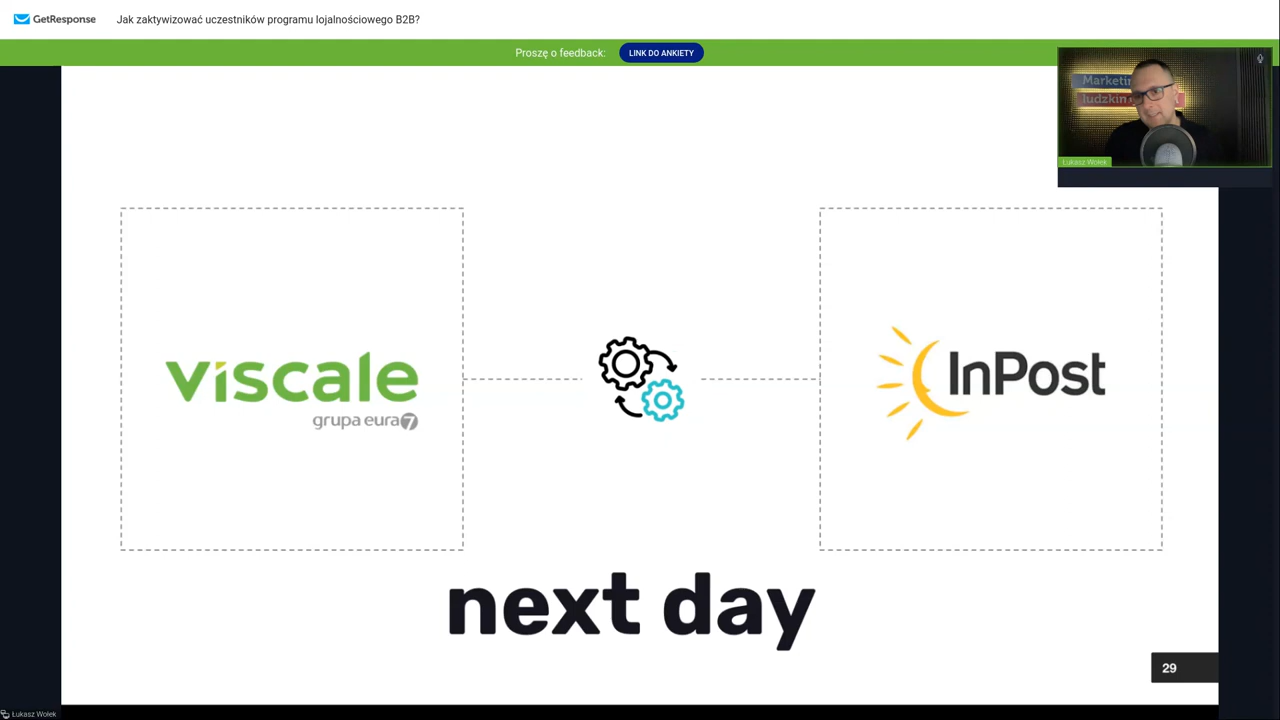 GetResponse
Jak zaktywizować uczestników programu lojalnościowego B2B?
Proszę o feedback:
LINK DO ANKIETY
Łukasz Wołek
viscale
grupa eura7
InPost
next day
29
Łukasz Wołek